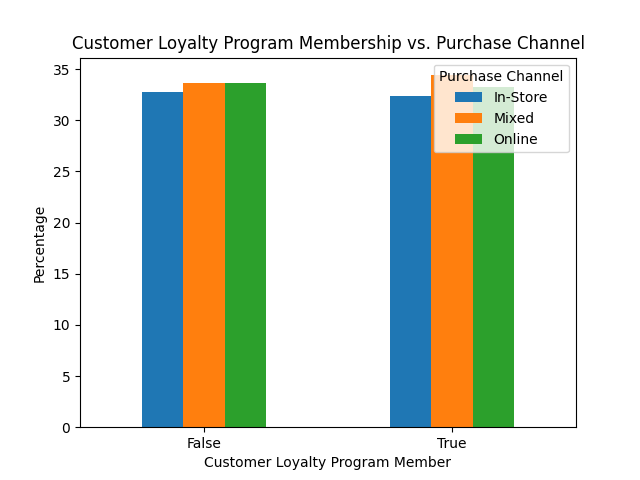 Customer Loyalty Program Membership vs. Purchase Channel
35
30
25
20
15
10
5
0
Percentage
Purchase Channel
In-Store
Mixed
Online
False
True
Customer Loyalty Program Member